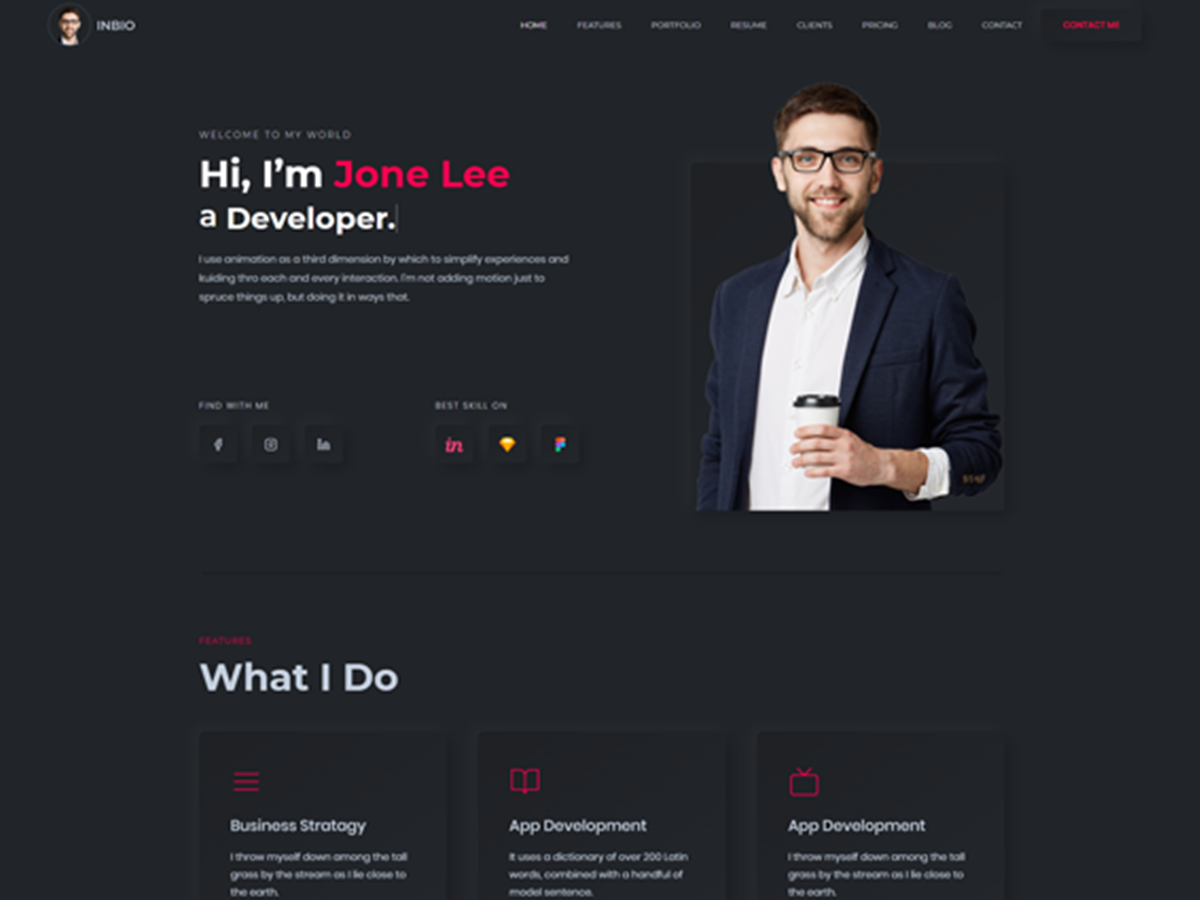 INBIO
HOME FEATURES PORTFOLIO RESUME CLIENTS PRICING BLOG CONTACT CONTACT ME
WELCOME TO MY WORLD
Hi, I’m Jone Lee
a Developer.
I use animation as a third dimension by which to simplify experiences and
kuiding thro each and every interaction. I’m not adding motion just to
spruce things up, but doing it in ways that.
FIND WITH ME
BEST SKILL ON
in
FEATURES
What I Do
Business Stratagy
I throw myself down among the tall
grass by the stream as I lie close to
the earth.
App Development
It uses a dictionary of over 200 Latin
words, combined with a handful of
model sentence.
App Development
I throw myself down among the tall
grass by the stream as I lie close to
the earth.